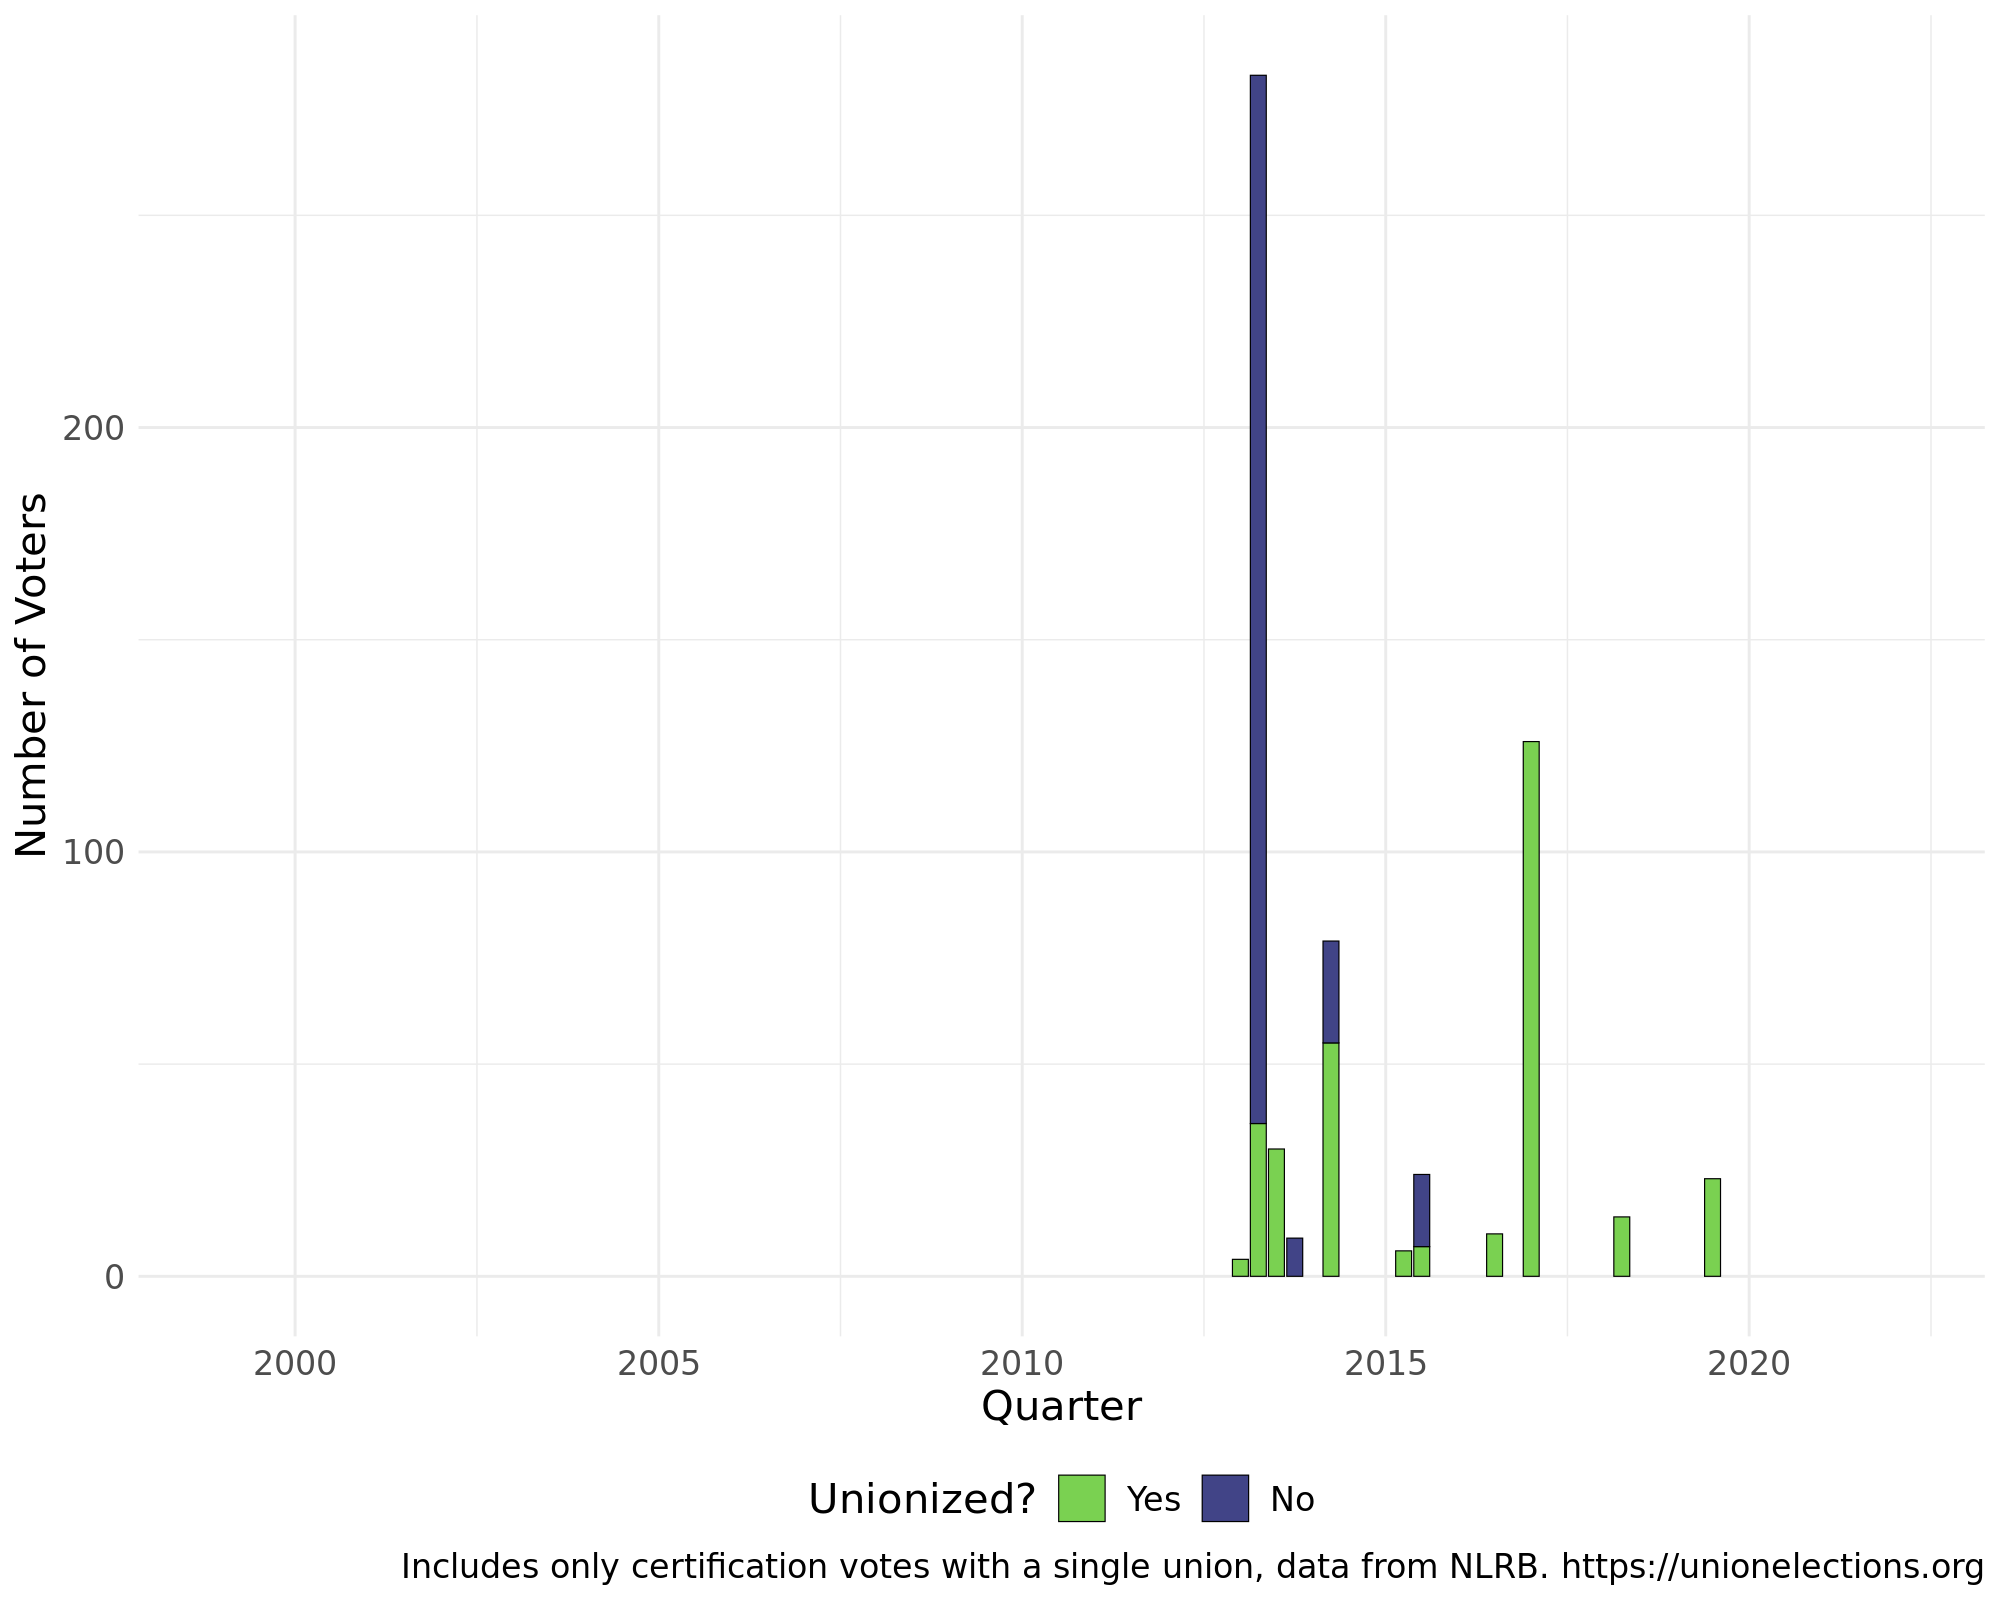 Number of Voters
200
100
0
2000 2005 2010 2015 2020
Quarter
Unionized? Yes No
Includes only certification votes with a single union, data from NLRB. https://unionelections.org